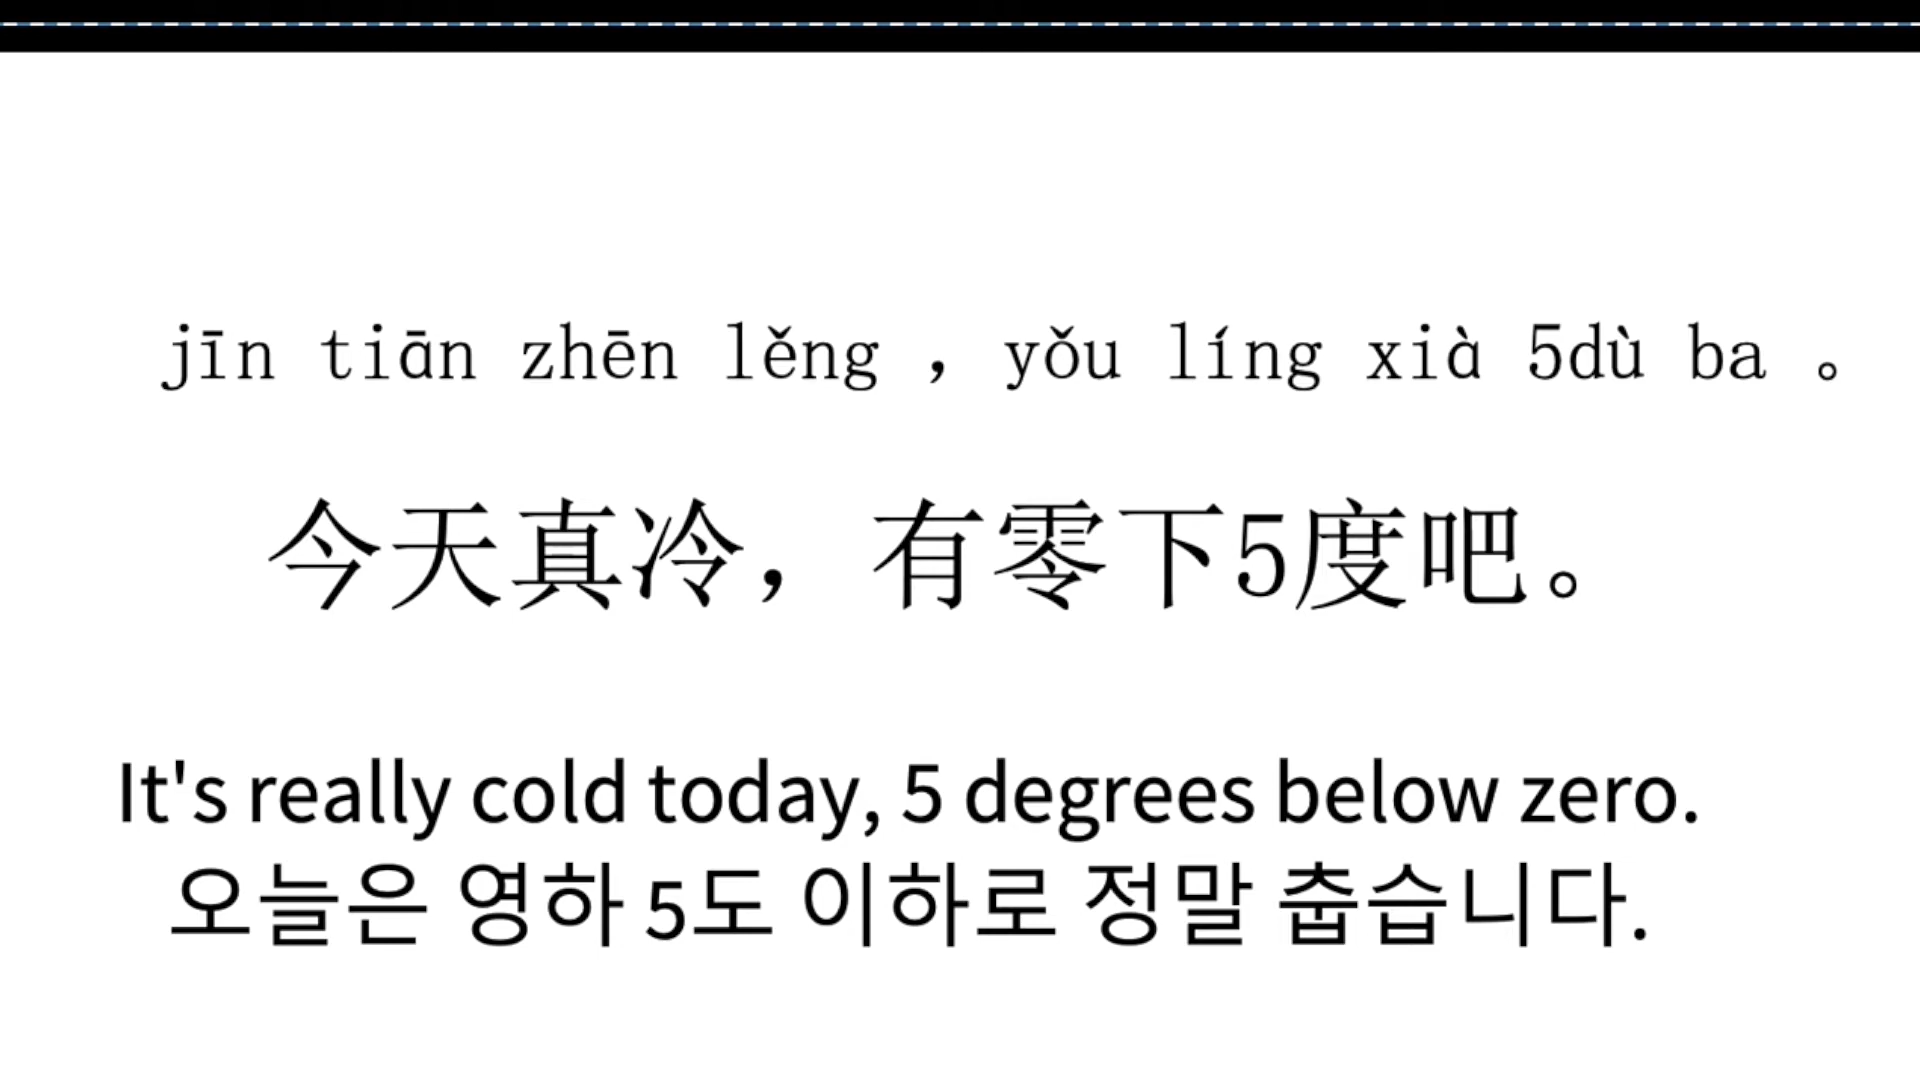 jīn tiān zhēn lěng ，yǒu líng xià 5dù ba 。
今天真冷，有零下5度吧。
It's really cold today, 5 degrees below zero.
오늘은 영하 5도 이하로 정말 춥습니다.